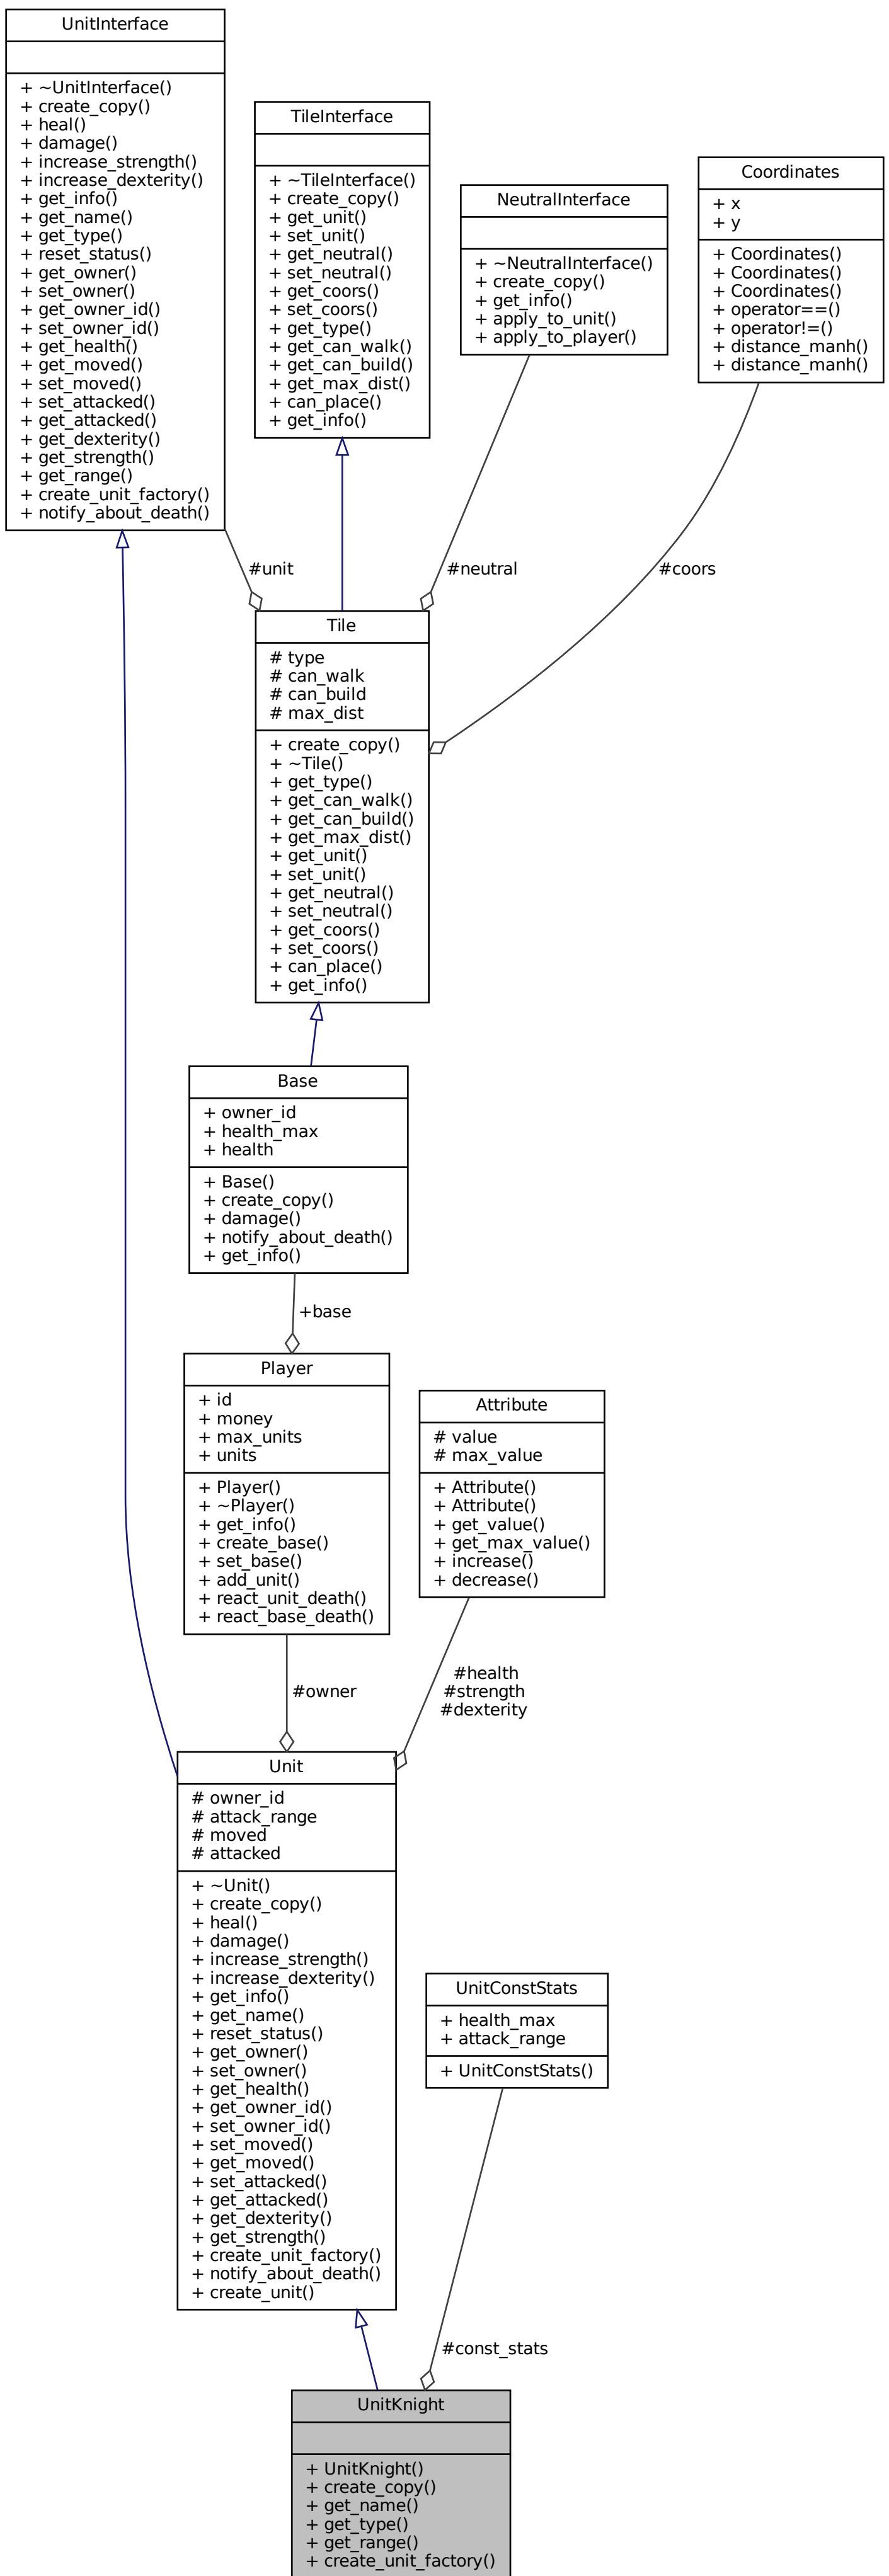 UnitInterface
+ ~UnitInterface()
+ create_copy()
+ heal()
+ damage()
+ increase_strength()
+ increase_dexterity()
+ get_info()
+ get_name()
+ get_type()
+ reset_status()
+ get_owner()
+ set_owner()
+ get_owner_id()
+ set_owner_id()
+ get_health()
+ get_moved()
+ set_moved()
+ set_attacked()
+ get_attacked()
+ get_dexterity()
+ get_strength()
+ get_range()
+ create_unit_factory()
+ notify_about_death()
TileInterface
+ ~TileInterface()
+ create_copy()
+ get_unit()
+ set_unit()
+ get_neutral()
+ set_neutral()
+ get_coors()
+ set_coors()
+ get_type()
+ get_can_walk()
+ get_can_build()
+ get_max_dist()
+ can_place()
+ get_info()
NeutralInterface
+ ~NeutralInterface()
+ create_copy()
+ get_info()
+ apply_to_unit()
+ apply_to_player()
Coordinates
+ x
+ y
+ Coordinates()
+ Coordinates()
+ Coordinates()
+ operator==()
+ operator!=()
+ distance_manh()
+ distance_manh()
#unit
#neutral
#coors
Tile
# type
# can_walk
# can_build
# max_dist
+ create_copy()
+ ~Tile()
+ get_type()
+ get_can_walk()
+ get_can_build()
+ get_max_dist()
+ get_unit()
+ set_unit()
+ get_neutral()
+ set_neutral()
+ get_coors()
+ set_coors()
+ can_place()
+ get_info()
Base
+ owner_id
+ health_max
+ health
+ Base()
+ create_copy()
+ damage()
+ notify_about_death()
+ get_info()
+base
Player
+ id
+ money
+ max_units
+ units
+ Player()
+ ~Player()
+ get_info()
+ create_base()
+ set_base()
+ add_unit()
+ react_unit_death()
+ react_base_death()
Attribute
# value
# max_value
+ Attribute()
+ Attribute()
+ get_value()
+ get_max_value()
+ increase()
+ decrease()
#owner
#health
#strength
#dexterity
Unit
# owner_id
# attack_range
# moved
# attacked
+ ~Unit()
+ create_copy()
+ heal()
+ damage()
+ increase_strength()
+ increase_dexterity()
+ get_info()
+ get_name()
+ reset_status()
+ get_owner()
+ set_owner()
+ get_health()
+ get_owner_id()
+ set_owner_id()
+ set_moved()
+ get_moved()
+ set_attacked()
+ get_attacked()
+ get_dexterity()
+ get_strength()
+ create_unit_factory()
+ notify_about_death()
+ create_unit()
UnitConstStats
+ health_max
+ attack_range
+ UnitConstStats()
#const_stats
UnitKnight
+ UnitKnight()
+ create_copy()
+ get_name()
+ get_type()
+ get_range()
+ create_unit_factory()